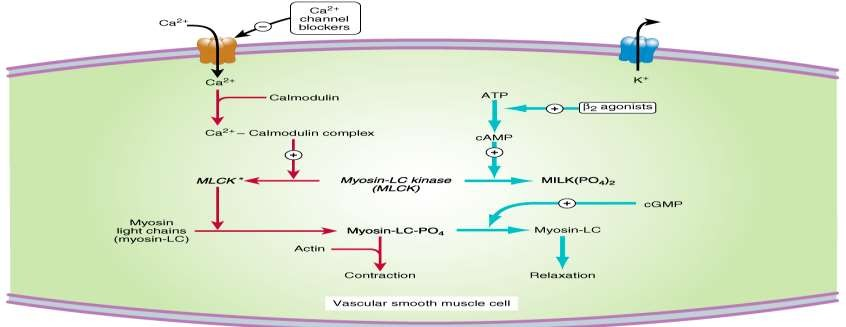 Ca²⁺
Ca²⁺
channel
blockers
−
Ca²⁺
K⁺
Calmodulin
ATP
+
β₂ agonists
Ca²⁺ – Calmodulin complex
cAMP
+
+
MLCK*
Myosin-LC kinase
(MLCK)
MILK(PO₄)₂
+
cGMP
Myosin
light chains
(myosin-LC)
Myosin-LC-PO₄
Myosin-LC
Actin
Contraction
Relaxation
Vascular smooth muscle cell